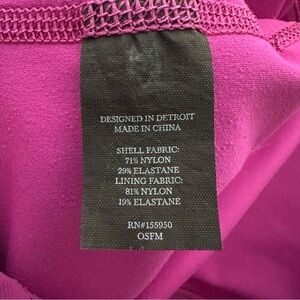 DESIGNED IN DETROIT
MADE IN CHINA
SHELL FABRIC:
71% NYLON
29% ELASTANE
LINING FABRIC:
81% NYLON
19% ELASTANE
RN#155950
OSFM